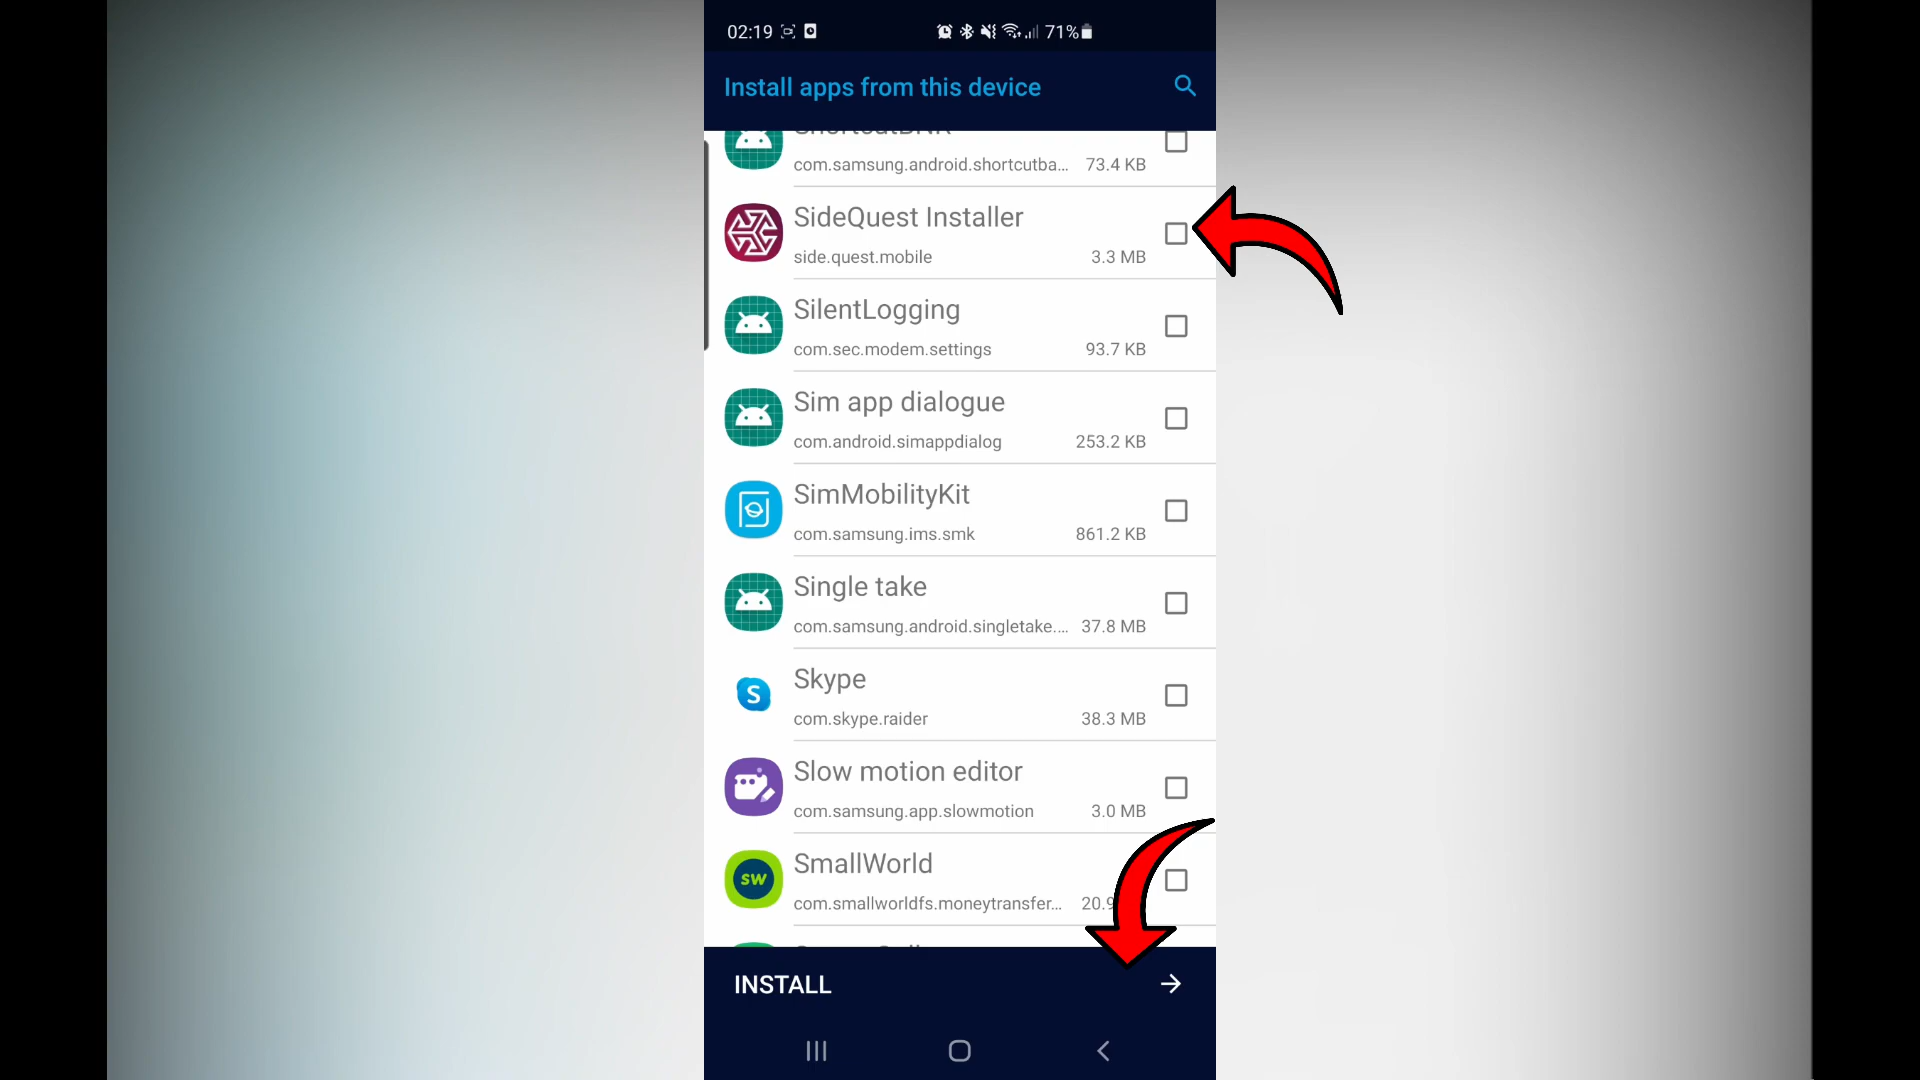 02:19
71%
Install apps from this device
ShortcutBNR
com.samsung.android.shortcutba... 73.4 KB
SideQuest Installer
side.quest.mobile 3.3 MB
SilentLogging
com.sec.modem.settings 93.7 KB
Sim app dialogue
com.android.simappdialog 253.2 KB
SimMobilityKit
com.samsung.ims.smk 861.2 KB
Single take
com.samsung.android.singletake.... 37.8 MB
S
Skype
com.skype.raider 38.3 MB
Slow motion editor
com.samsung.app.slowmotion 3.0 MB
SW
SmallWorld
com.smallworldfs.moneytransfer... 20.9
INSTALL